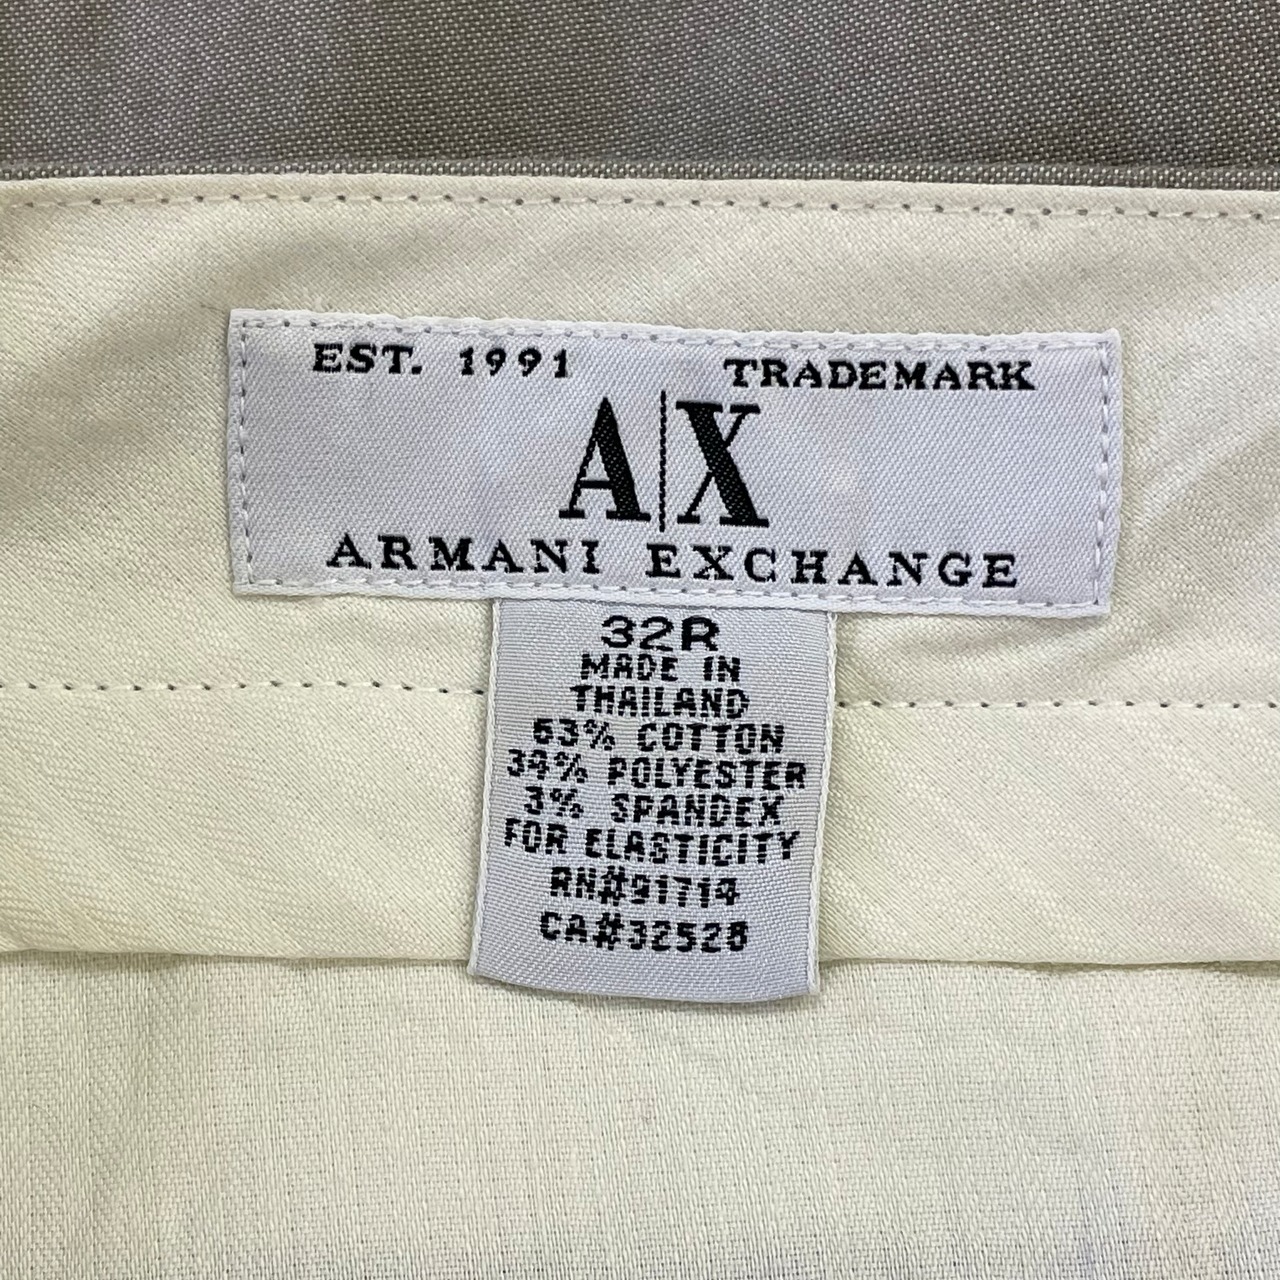 EST. 1991 TRADEMARK
A|X
ARMANI EXCHANGE
32R
MADE IN
THAILAND
63% COTTON
34% POLYESTER
3% SPANDEX
FOR ELASTICITY
RN#91714
CA#32528